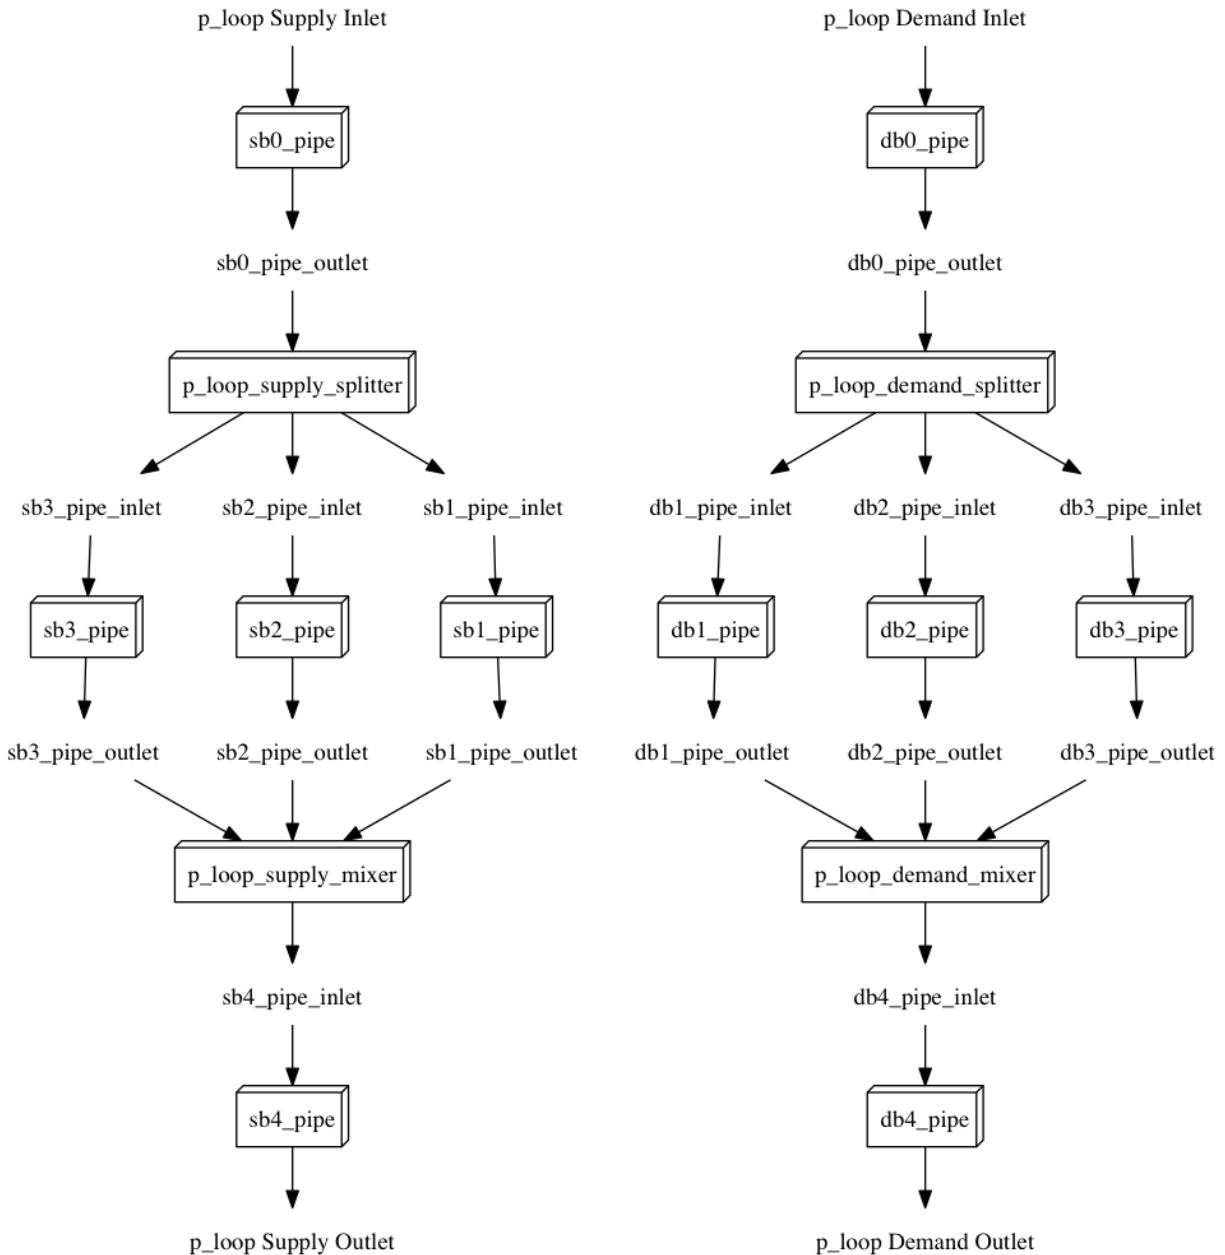 p_loop Supply Inlet
p_loop Demand Inlet
sb0_pipe
db0_pipe
sb0_pipe_outlet
db0_pipe_outlet
p_loop_supply_splitter
p_loop_demand_splitter
sb3_pipe_inlet
sb2_pipe_inlet
sb1_pipe_inlet
db1_pipe_inlet
db2_pipe_inlet
db3_pipe_inlet
sb3_pipe
sb2_pipe
sb1_pipe
db1_pipe
db2_pipe
db3_pipe
sb3_pipe_outlet
sb2_pipe_outlet
sb1_pipe_outlet
db1_pipe_outlet
db2_pipe_outlet
db3_pipe_outlet
p_loop_supply_mixer
p_loop_demand_mixer
sb4_pipe_inlet
db4_pipe_inlet
sb4_pipe
db4_pipe
p_loop Supply Outlet
p_loop Demand Outlet